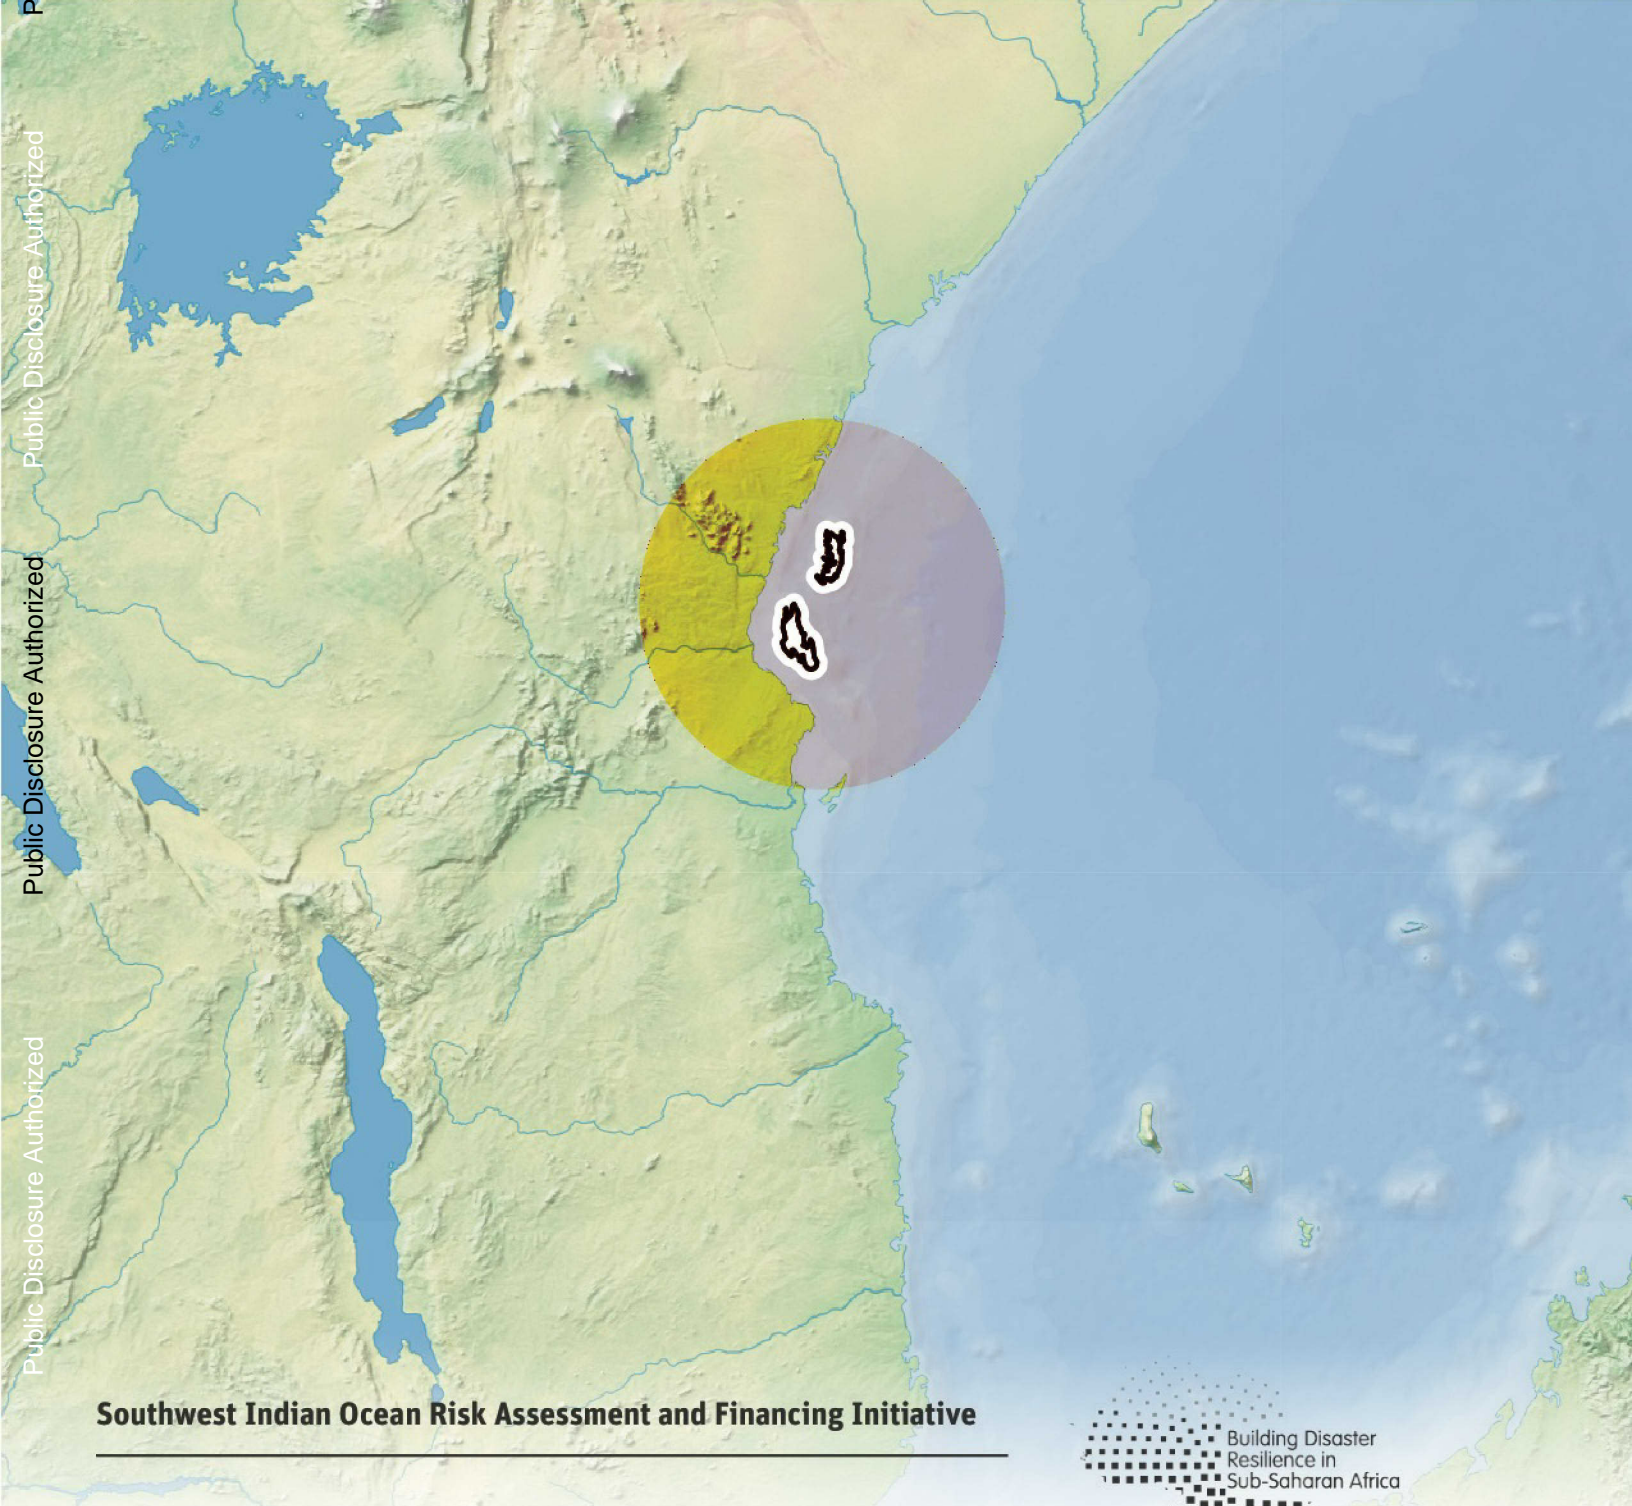 P
Public Disclosure Authorized
Public Disclosure Authorized
Public Disclosure Authorized
Southwest Indian Ocean Risk Assessment and Financing Initiative
Building Disaster
Resilience in
Sub-Saharan Africa